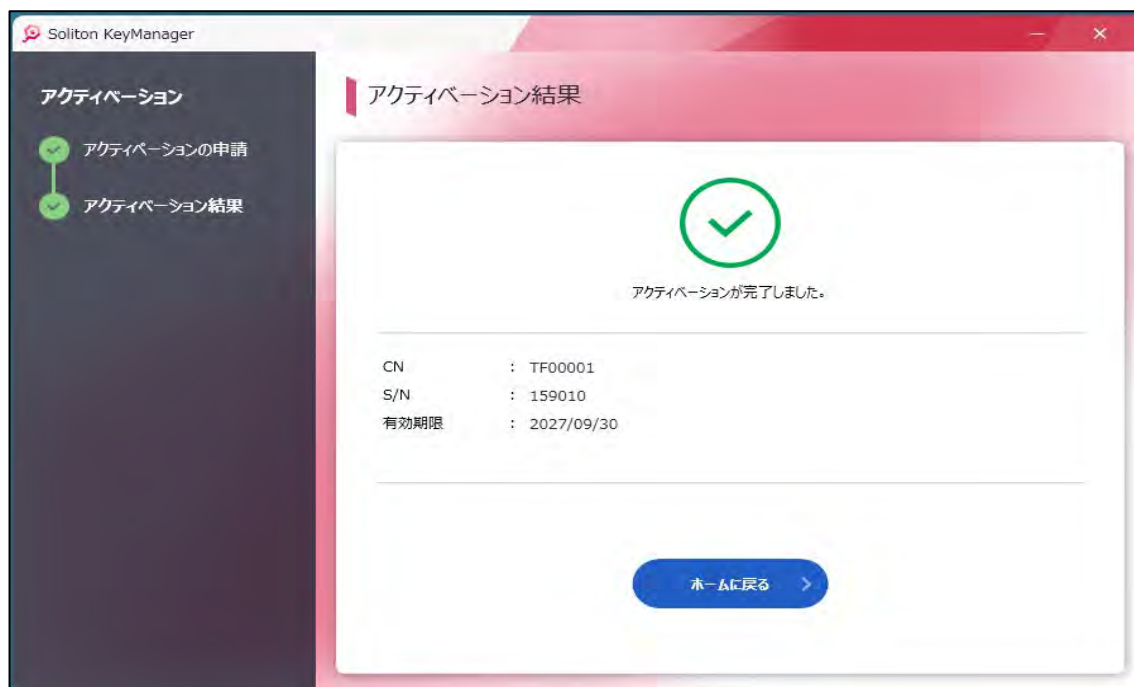 Soliton KeyManager
アクティベーション
アクティベーションの申請
アクティベーション結果
アクティベーション結果
アクティベーションが完了しました。
CN : TF00001
S/N : 159010
有効期限 : 2027/09/30
ホームに戻る